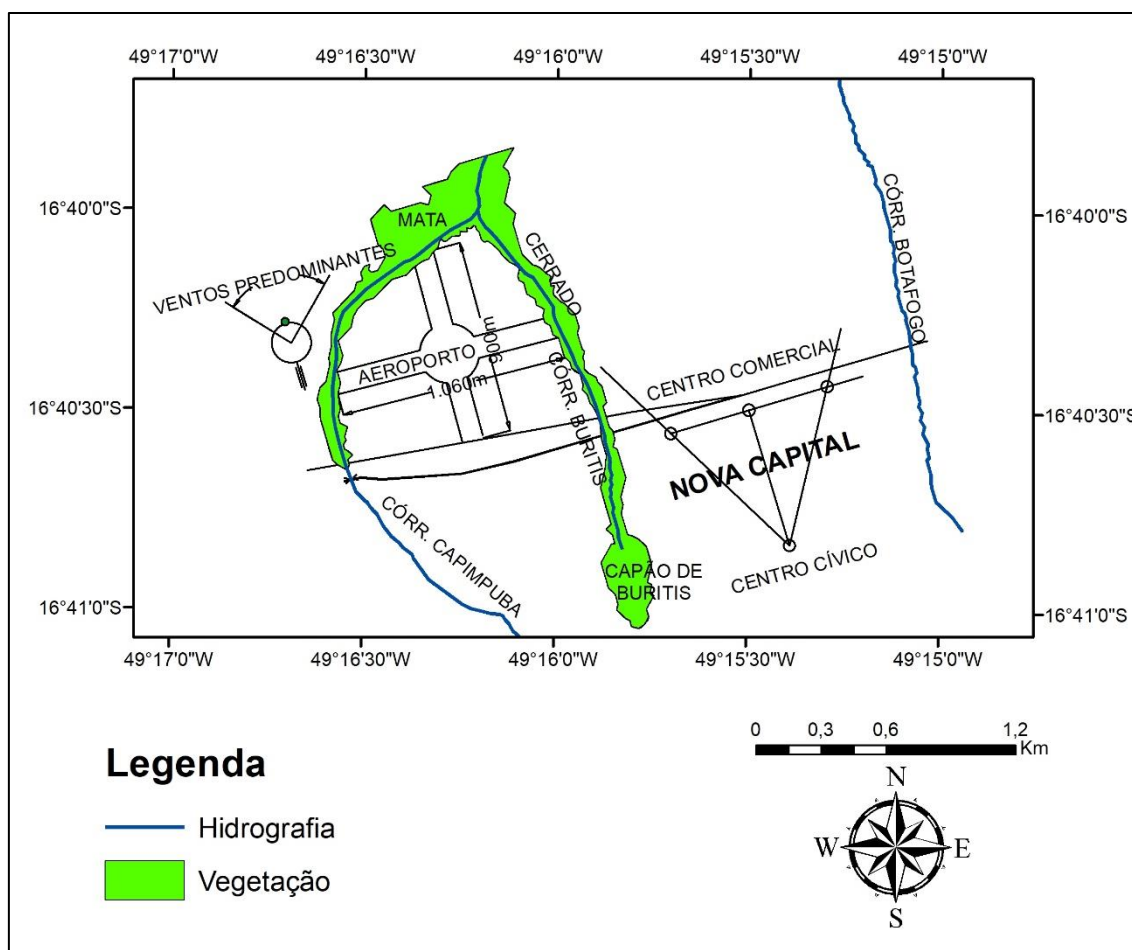 49°17'0"W
49°16'30"W
49°16'0"W
49°15'30"W
49°15'0"W
16°40'0"S
16°40'0"S
MATA
CERRADO
CÓRR. BOTAFOGO
VENTOS PREDOMINANTES
AEROPORTO
900m
1.060m
CÓRR. BURITIS
CENTRO COMERCIAL
16°40'30"S
16°40'30"S
NOVA CAPITAL
CÓRR. CAPIMPUBA
CAPÃO DE
BURITIS
CENTRO CÍVICO
16°41'0"S
16°41'0"S
49°17'0"W
49°16'30"W
49°16'0"W
49°15'30"W
49°15'0"W
0 0,3 0,6 1,2
Km
Legenda
Hidrografia
Vegetação
N
W
E
S